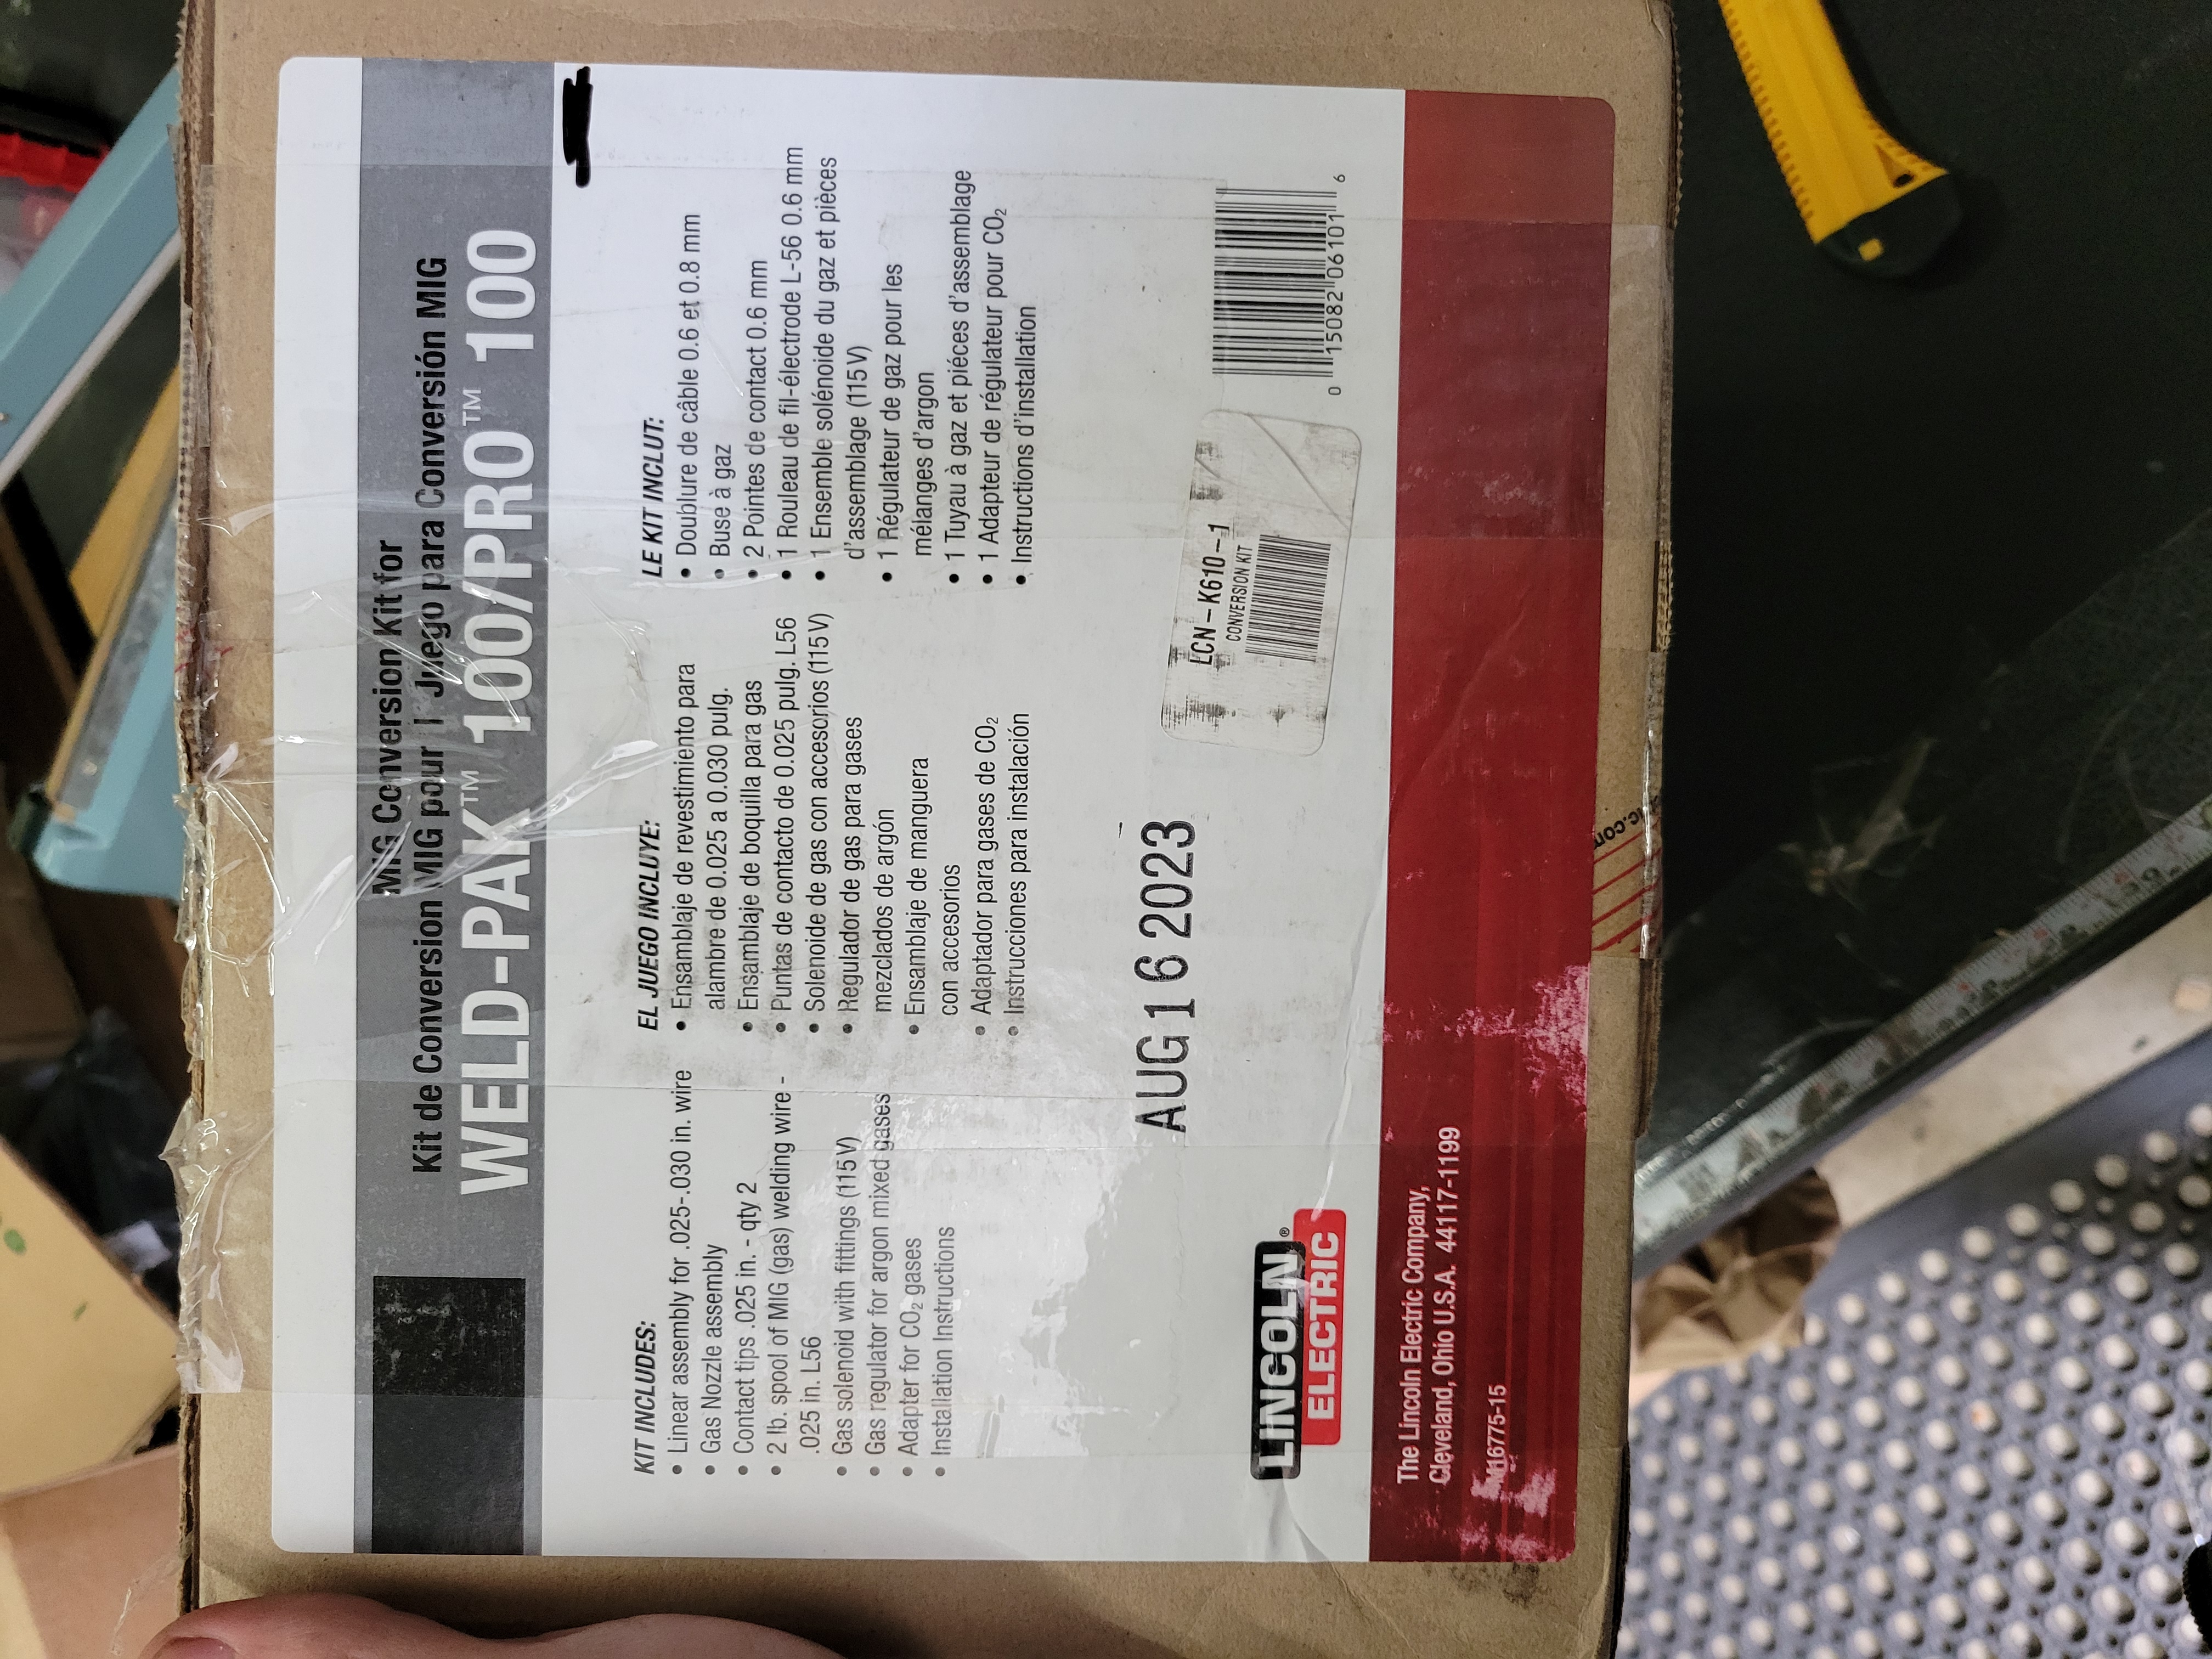 MIG Conversion Kit for
Kit de Conversion MIG pour | Juego para Conversión MIG
WELD-PAK™ 100/PRO™ 100
KIT INCLUDES:
• Linear assembly for .025-.030 in. wire
• Gas Nozzle assembly
• Contact tips .025 in. - qty 2
• 2 lb. spool of MIG (gas) welding wire -
.025 in. L56
• Gas solenoid with fittings (115V)
• Gas regulator for argon mixed gases
• Adapter for CO₂ gases
• Installation Instructions
EL JUEGO INCLUYE:
• Ensamblaje de revestimiento para
alambre de 0.025 a 0.030 pulg.
• Ensamblaje de boquilla para gas
• Puntas de contacto de 0.025 pulg. L56
• Solenoide de gas con accesorios (115V)
• Regulador de gas para gases
mezclados de argón
• Ensamblaje de manguera
con accesorios
• Adaptador para gases de CO₂
• Instrucciones para instalación
LE KIT INCLUT:
• Doublure de câble 0.6 et 0.8 mm
• Buse à gaz
• 2 Pointes de contact 0.6 mm
• 1 Rouleau de fil-électrode L-56 0.6 mm
• 1 Ensemble solénoide du gaz et pièces
d'assemblage (115V)
• 1 Régulateur de gaz pour les
mélanges d'argon
• 1 Tuyau à gaz et piéces d'assemblage
• 1 Adapteur de régulateur pour CO₂
• Instructions d'installation
AUG 16 2023
LCN-K610-1
CONVERSION KIT
0 15082 06101 6
LINCOLN®
ELECTRIC
The Lincoln Electric Company,
Cleveland, Ohio U.S.A. 44117-1199
M16775-15